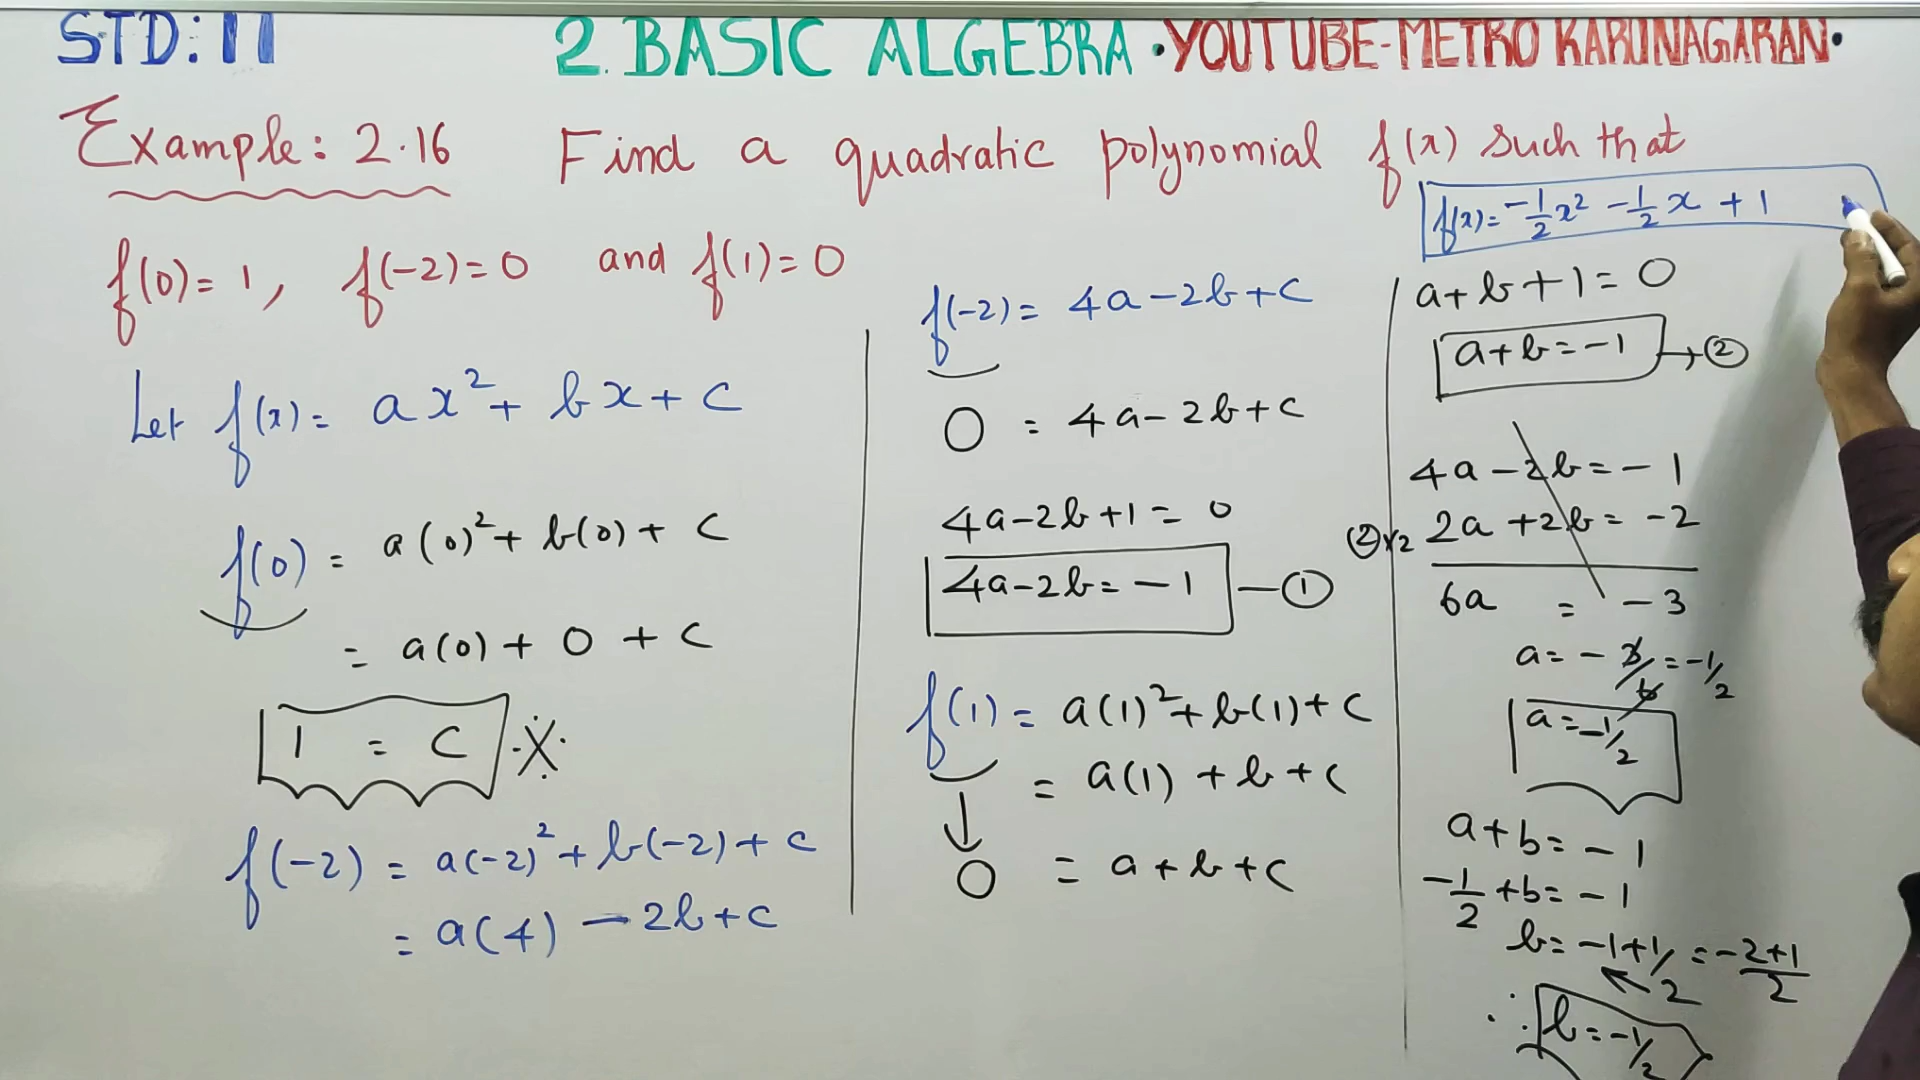 STD: 11 2. BASIC ALGEBRA • YOUTUBE-METRO KARUNAGARAN •
Example: 2.16 Find a quadratic polynomial f(x) such that
f(0) = 1, f(-2) = 0 and f(1) = 0
Let f(x) = ax² + bx + c
f(0) = a(0)² + b(0) + c
= a(0) + 0 + c
1 = c
f(-2) = a(-2)² + b(-2) + c
= a(4) - 2b + c
f(-2) = 4a - 2b + c
0 = 4a - 2b + c
4a - 2b + 1 = 0
4a - 2b = -1 — ①
f(1) = a(1)² + b(1) + c
= a(1) + b + c
↓
0 = a + b + c
f(x) = -1/2 x² - 1/2 x + 1
a + b + 1 = 0
a + b = -1 → ②
4a - 2b = -1
②×2 2a + 2b = -2
6a = -3
a = -3/6 = -1/2
a = -1/2
a + b = -1
-1/2 + b = -1
b = -1 + 1/2 = (-2+1)/2
∴ b = -1/2